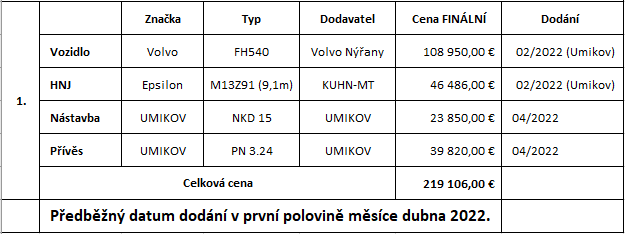 Značka Typ Dodavatel Cena FINÁLNÍ Dodání
Vozidlo Volvo FH540 Volvo Nýřany 108 950,00 € 02/2022 (Umikov)
HNJ Epsilon M13Z91 (9,1m) KUHN-MT 46 486,00 € 02/2022 (Umikov)
1.
Nástavba UMIKOV NKD 15 UMIKOV 23 850,00 € 04/2022
Přívěs UMIKOV PN 3.24 UMIKOV 39 820,00 € 04/2022
Celková cena 219 106,00 €
Předběžný datum dodání v první polovině měsíce dubna 2022.